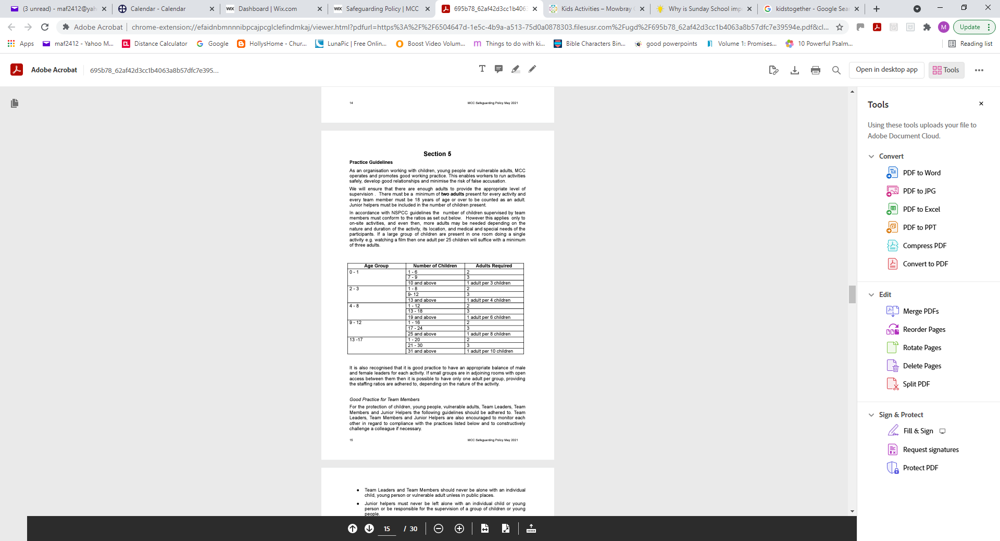 (3 unread) - maf2412@yah
Calendar - Calendar
WiX Dashboard | Wix.com
WiX Safeguarding Policy | MCC
695b78_62af42d3cc1b4063
Kids Activities – Mowbray C
Why is Sunday School imp
kidstogether - Google Sea
Adobe Acrobat | chrome-extension://efaidnbmnnnibpcajpcglclefindmkaj/viewer.html?pdfurl=https%3A%2F%2F6504647d-1e5c-4b9a-a513-75d0a0878303.filesusr.com%2Fugd%2F695b78_62af42d3cc1b4063a8b57dfc7e39594e.pdf&cl...
M
Update
Apps
maf2412 - Yahoo M...
Distance Calculator
Google
HollysHome - Chur...
LunaPic | Free Onlin...
Boost Video Volum...
Things to do with ki...
Bible Characters Bin...
good powerpoints
Volume 1: Promises...
10 Powerful Psalm...
Reading list
Adobe Acrobat
695b78_62af42d3cc1b4063a8b57dfc7e395...
Open in desktop app
Tools
14 MCC Safeguarding Policy May 2021
Section 5
Practice Guidelines
As an organisation working with children, young people and vulnerable adults, MCC
operates and promotes good working practice. This enables workers to run activities
safely, develop good relationships and minimise the risk of false accusation.
We will ensure that there are enough adults to provide the appropriate level of
supervision . There must be a minimum of two adults present for every activity and
every team member must be 18 years of age or over to be counted as an adult.
Junior helpers must be included in the number of children present.
In accordance with NSPCC guidelines the number of children supervised by team
members must conform to the ratios as set out below. However this applies only to
on-site activities, and even then, more adults may be needed depending on the
nature and duration of the activity, its location, and medical and special needs of the
participants. If a large group of children are present in one room doing a single
activity e.g. watching a film then one adult per 25 children will suffice with a minimum
of three adults.
Age Group Number of Children Adults Required
0 - 1 1 - 6 2
7 - 9 3
10 and above 1 adult per 3 children
2 - 3 1 - 8 2
9- 12 3
13 and above 1 adult per 4 children
4 - 8 1 - 12 2
13 - 18 3
19 and above 1 adult per 6 children
9 - 12 1 - 16 2
17 - 24 3
25 and above 1 adult per 8 children
13 -17 1 - 20 2
21 - 30 3
31 and above 1 adult per 10 children
It is also recognised that it is good practice to have an appropriate balance of male
and female leaders for each activity. If small groups are in adjoining rooms with open
access between them then it is possible to have only one adult per group, providing
the staffing ratios are adhered to, depending on the nature of the activity.
Good Practice for Team Members
For the protection of children, young people, vulnerable adults, Team Leaders, Team
Members and Junior Helpers the following guidelines should be adhered to. Team
Leaders, Team Members and Junior Helpers are also encouraged to monitor each
other in regard to compliance with the practices listed below and to constructively
challenge a colleague if necessary.
15 MCC Safeguarding Policy May 2021
• Team Leaders and Team Members should never be alone with an individual
child, young person or vulnerable adult unless in public places.
• Junior helpers must never be left alone with an individual child or young
person or be responsible for the supervision of a group of children or young
people.
15 / 30
Tools
Using these tools uploads your file to
Adobe Document Cloud.
Convert
PDF to Word
PDF to JPG
PDF to Excel
PDF to PPT
Compress PDF
Convert to PDF
Edit
Merge PDFs
Reorder Pages
Rotate Pages
Delete Pages
Split PDF
Sign & Protect
Fill & Sign
Request signatures
Protect PDF